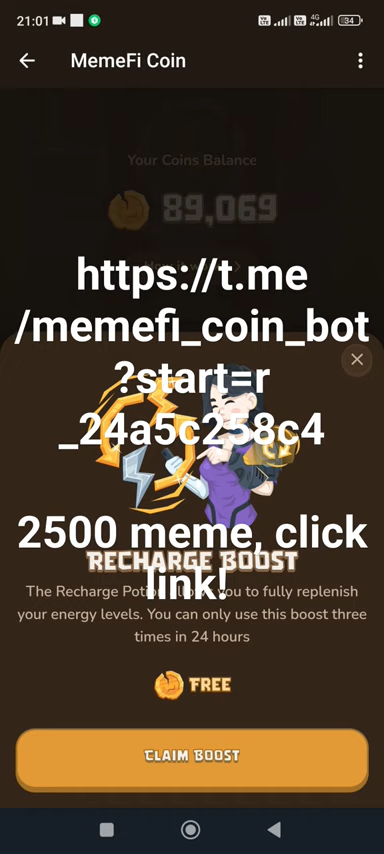 21:01
4G
34
MemeFi Coin
Your Coins Balance
89,069
https://t.me
/memefi_coin_bot
?start=r
_24a5c258c4
2500 meme, click
link!
RECHARGE BOOST
The Recharge Potion you to fully replenish
your energy levels. You can only use this boost three
times in 24 hours
FREE
CLAIM BOOST